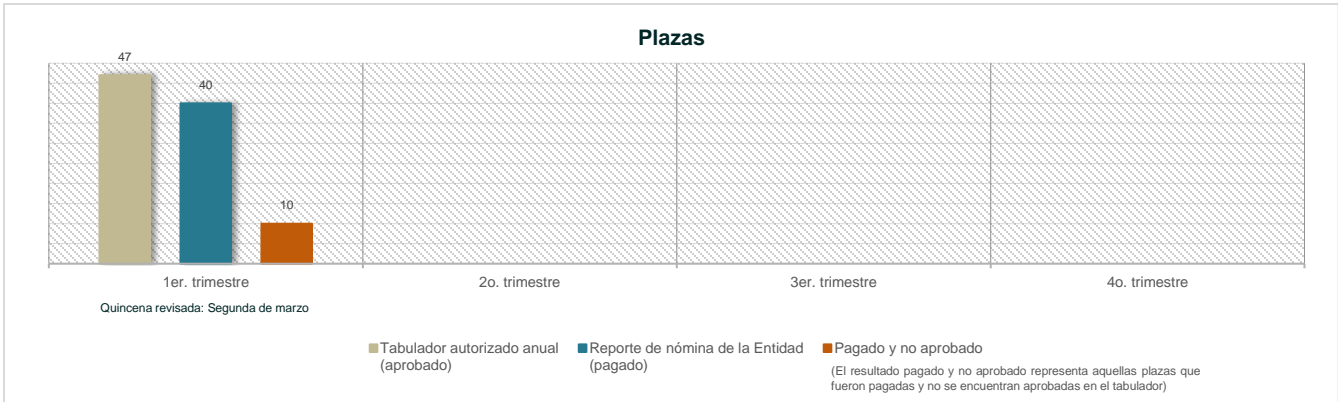 Plazas
47
40
10
1er. trimestre
2o. trimestre
3er. trimestre
4o. trimestre
Quincena revisada: Segunda de marzo
Tabulador autorizado anual
(aprobado)
Reporte de nómina de la Entidad
(pagado)
Pagado y no aprobado
(El resultado pagado y no aprobado representa aquellas plazas que
fueron pagadas y no se encuentran aprobadas en el tabulador)